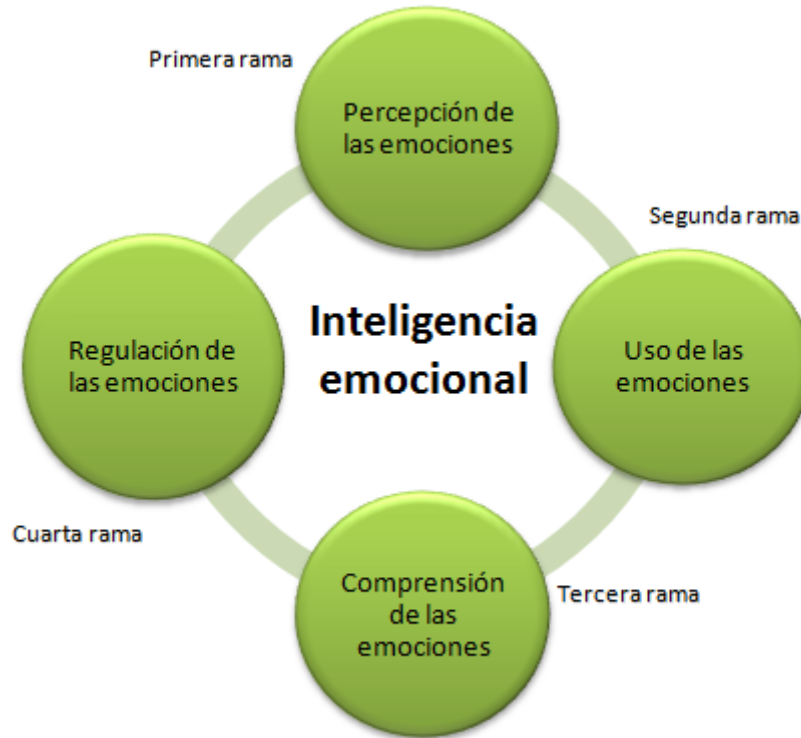 Primera rama
Percepción de
las emociones
Segunda rama
Inteligencia
emocional
Regulación de
las emociones
Uso de las
emociones
Cuarta rama
Comprensión
de las
emociones
Tercera rama